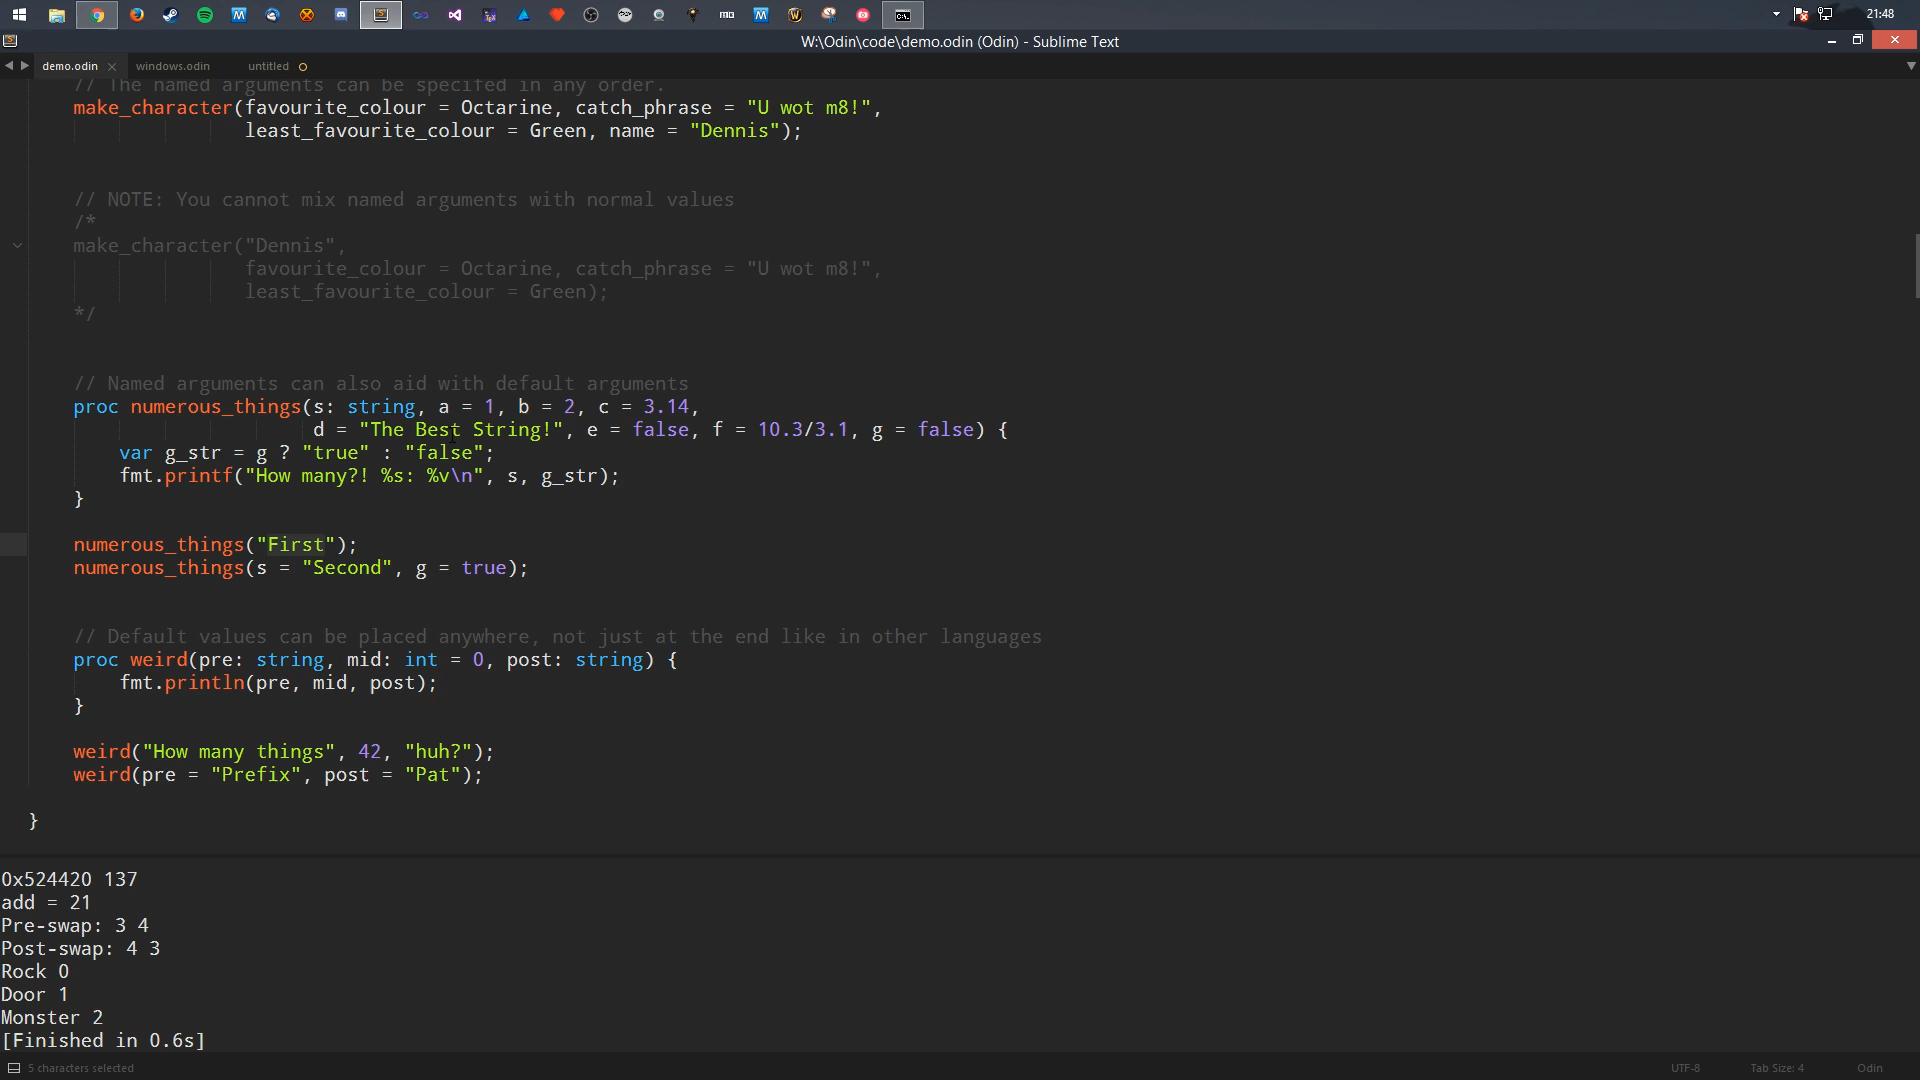 21:48
W:\Odin\code\demo.odin (Odin) - Sublime Text
demo.odin windows.odin untitled
// The named arguments can be specifed in any order.
make_character(favourite_colour = Octarine, catch_phrase = "U wot m8!",
least_favourite_colour = Green, name = "Dennis");
// NOTE: You cannot mix named arguments with normal values
/*
make_character("Dennis",
favourite_colour = Octarine, catch_phrase = "U wot m8!",
least_favourite_colour = Green);
*/
// Named arguments can also aid with default arguments
proc numerous_things(s: string, a = 1, b = 2, c = 3.14,
d = "The Best String!", e = false, f = 10.3/3.1, g = false) {
var g_str = g ? "true" : "false";
fmt.printf("How many?! %s: %v\n", s, g_str);
}
numerous_things("First");
numerous_things(s = "Second", g = true);
// Default values can be placed anywhere, not just at the end like in other languages
proc weird(pre: string, mid: int = 0, post: string) {
fmt.println(pre, mid, post);
}
weird("How many things", 42, "huh?");
weird(pre = "Prefix", post = "Pat");
}
0x524420 137
add = 21
Pre-swap: 3 4
Post-swap: 4 3
Rock 0
Door 1
Monster 2
[Finished in 0.6s]
5 characters selected UTF-8 Tab Size: 4 Odin